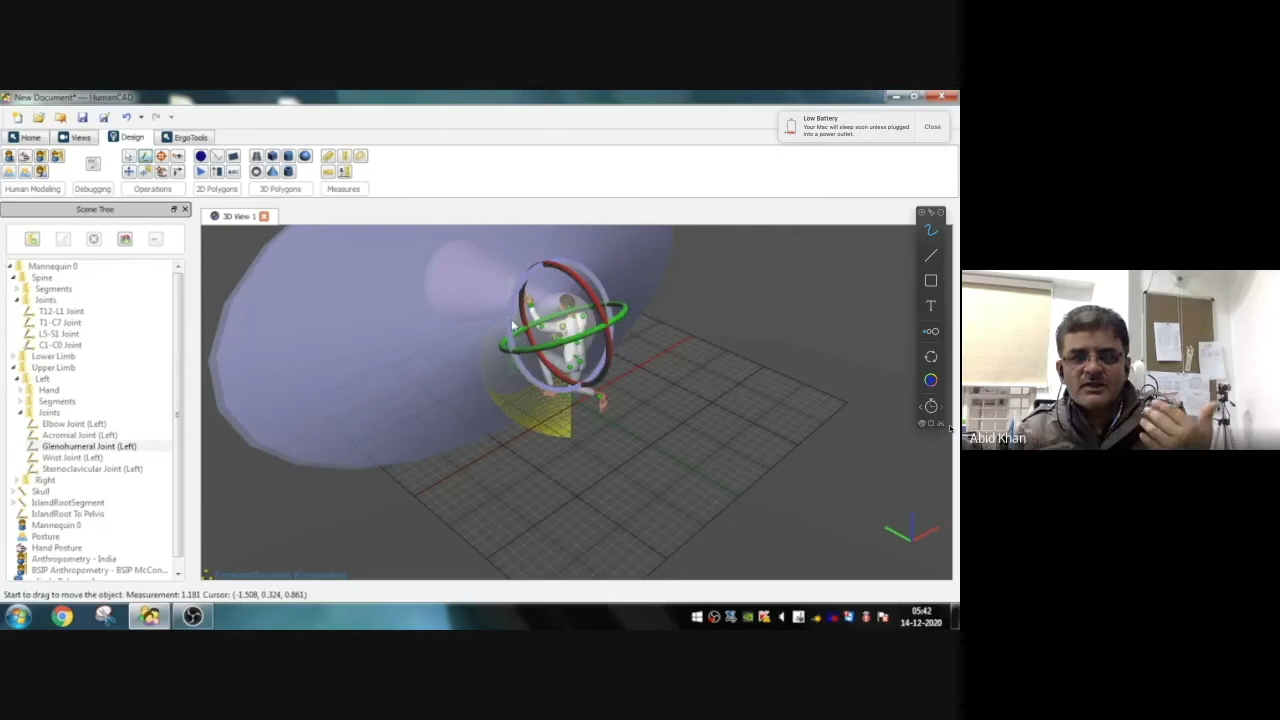 New Document* — HumanCAD
Home
Views
Design
ErgoTools
Human Modeling
Debugging
Operations
2D Polygons
3D Polygons
Measures
Low Battery
Your Mac will sleep soon unless plugged
into a power outlet.
Close
Scene Tree
3D View 1
Mannequin 0
Spine
Segments
Joints
T12-L1 Joint
T1-C7 Joint
L5-S1 Joint
C1-C0 Joint
Lower Limb
Upper Limb
Left
Hand
Segments
Joints
Elbow Joint (Left)
Acromial Joint (Left)
Glenohumeral Joint (Left)
Wrist Joint (Left)
Sternoclavicular Joint (Left)
Right
Skull
IslandRootSegment
IslandRoot To Pelvis
Mannequin 0
Posture
Hand Posture
Anthropometry - India
BSIP Anthropometry - BSIP McCon...
T
Abid Khan
Start to drag to move the object. Measurement: 1.181 Cursor: (-1.508, 0.324, 0.861)
05:42
14-12-2020